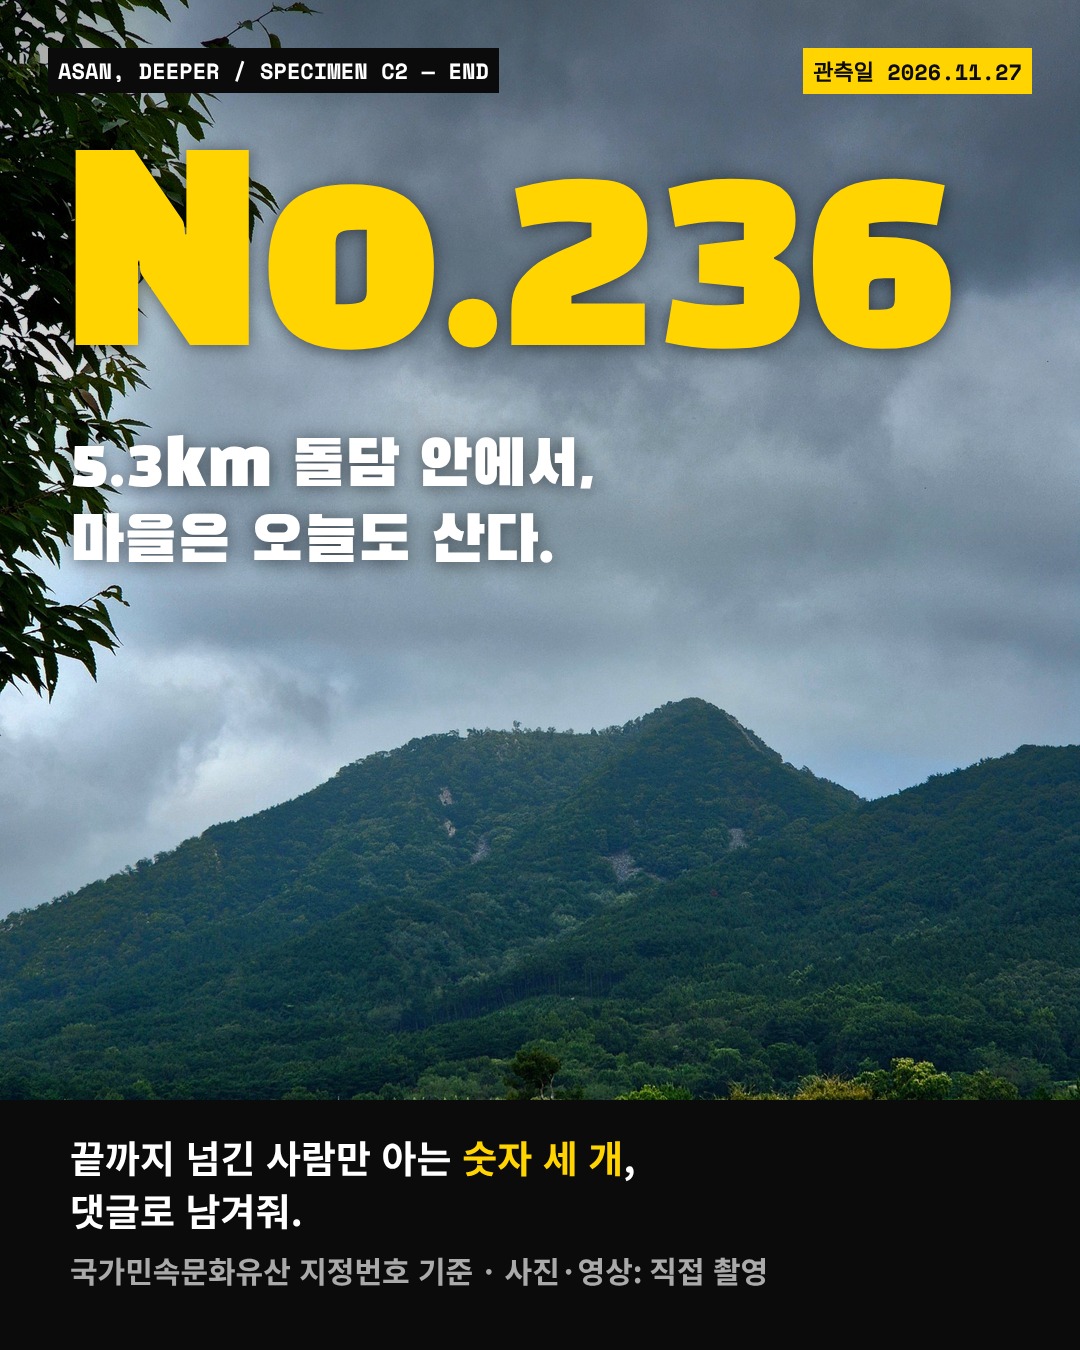 ASAN, DEEPER / SPECIMEN C2 — END
관측일 2026.11.27
No.236
5.3km 돌담 안에서,
마을은 오늘도 산다.
끝까지 넘긴 사람만 아는 숫자 세 개,
댓글로 남겨줘.
국가민속문화유산 지정번호 기준 · 사진·영상: 직접 촬영